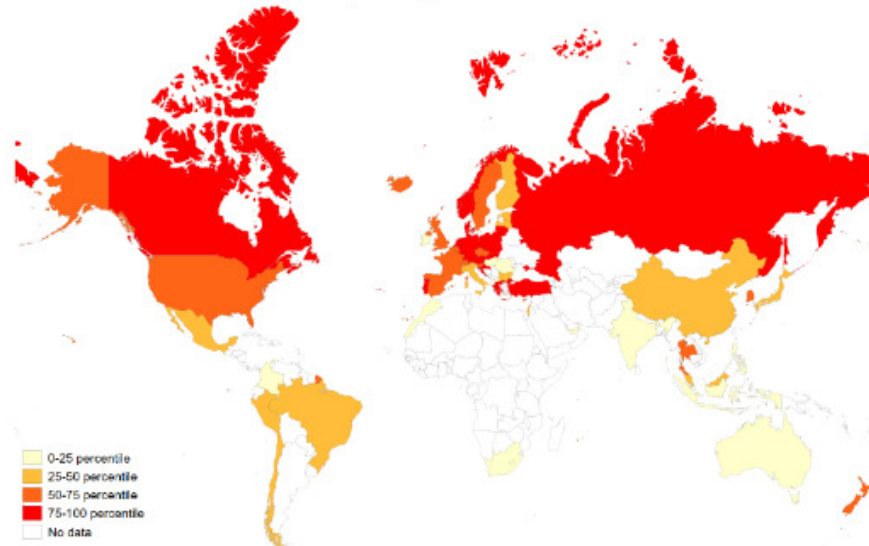 0-25 percentile
25-50 percentile
50-75 percentile
75-100 percentile
No data